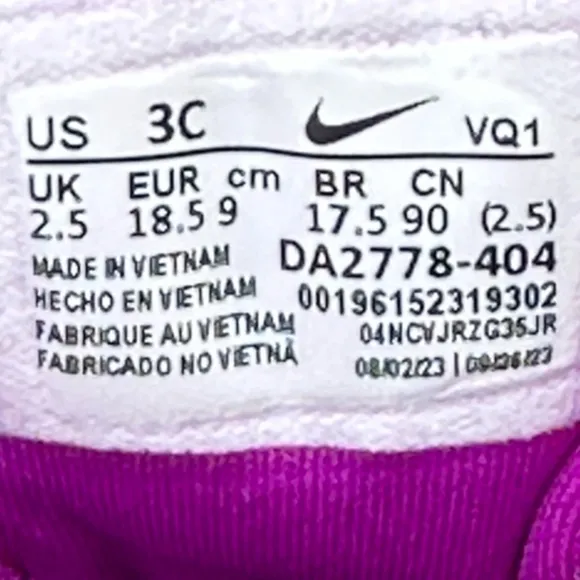 US 3C VQ1
UK EUR cm BR CN
2.5 18.5 9 17.5 90 (2.5)
MADE IN VIETNAM DA2778-404
HECHO EN VIETNAM 00196152319302
FABRIQUE AU VIETNAM 04NCVJRZG35JR
FABRICADO NO VIETNÃ 08/02/23 |